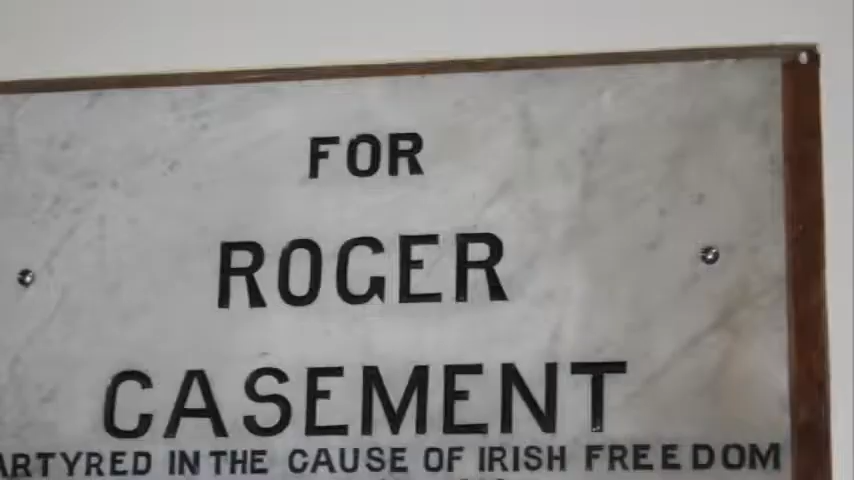 FOR
ROGER
CASEMENT
ARTYRED IN THE CAUSE OF IRISH FREEDOM